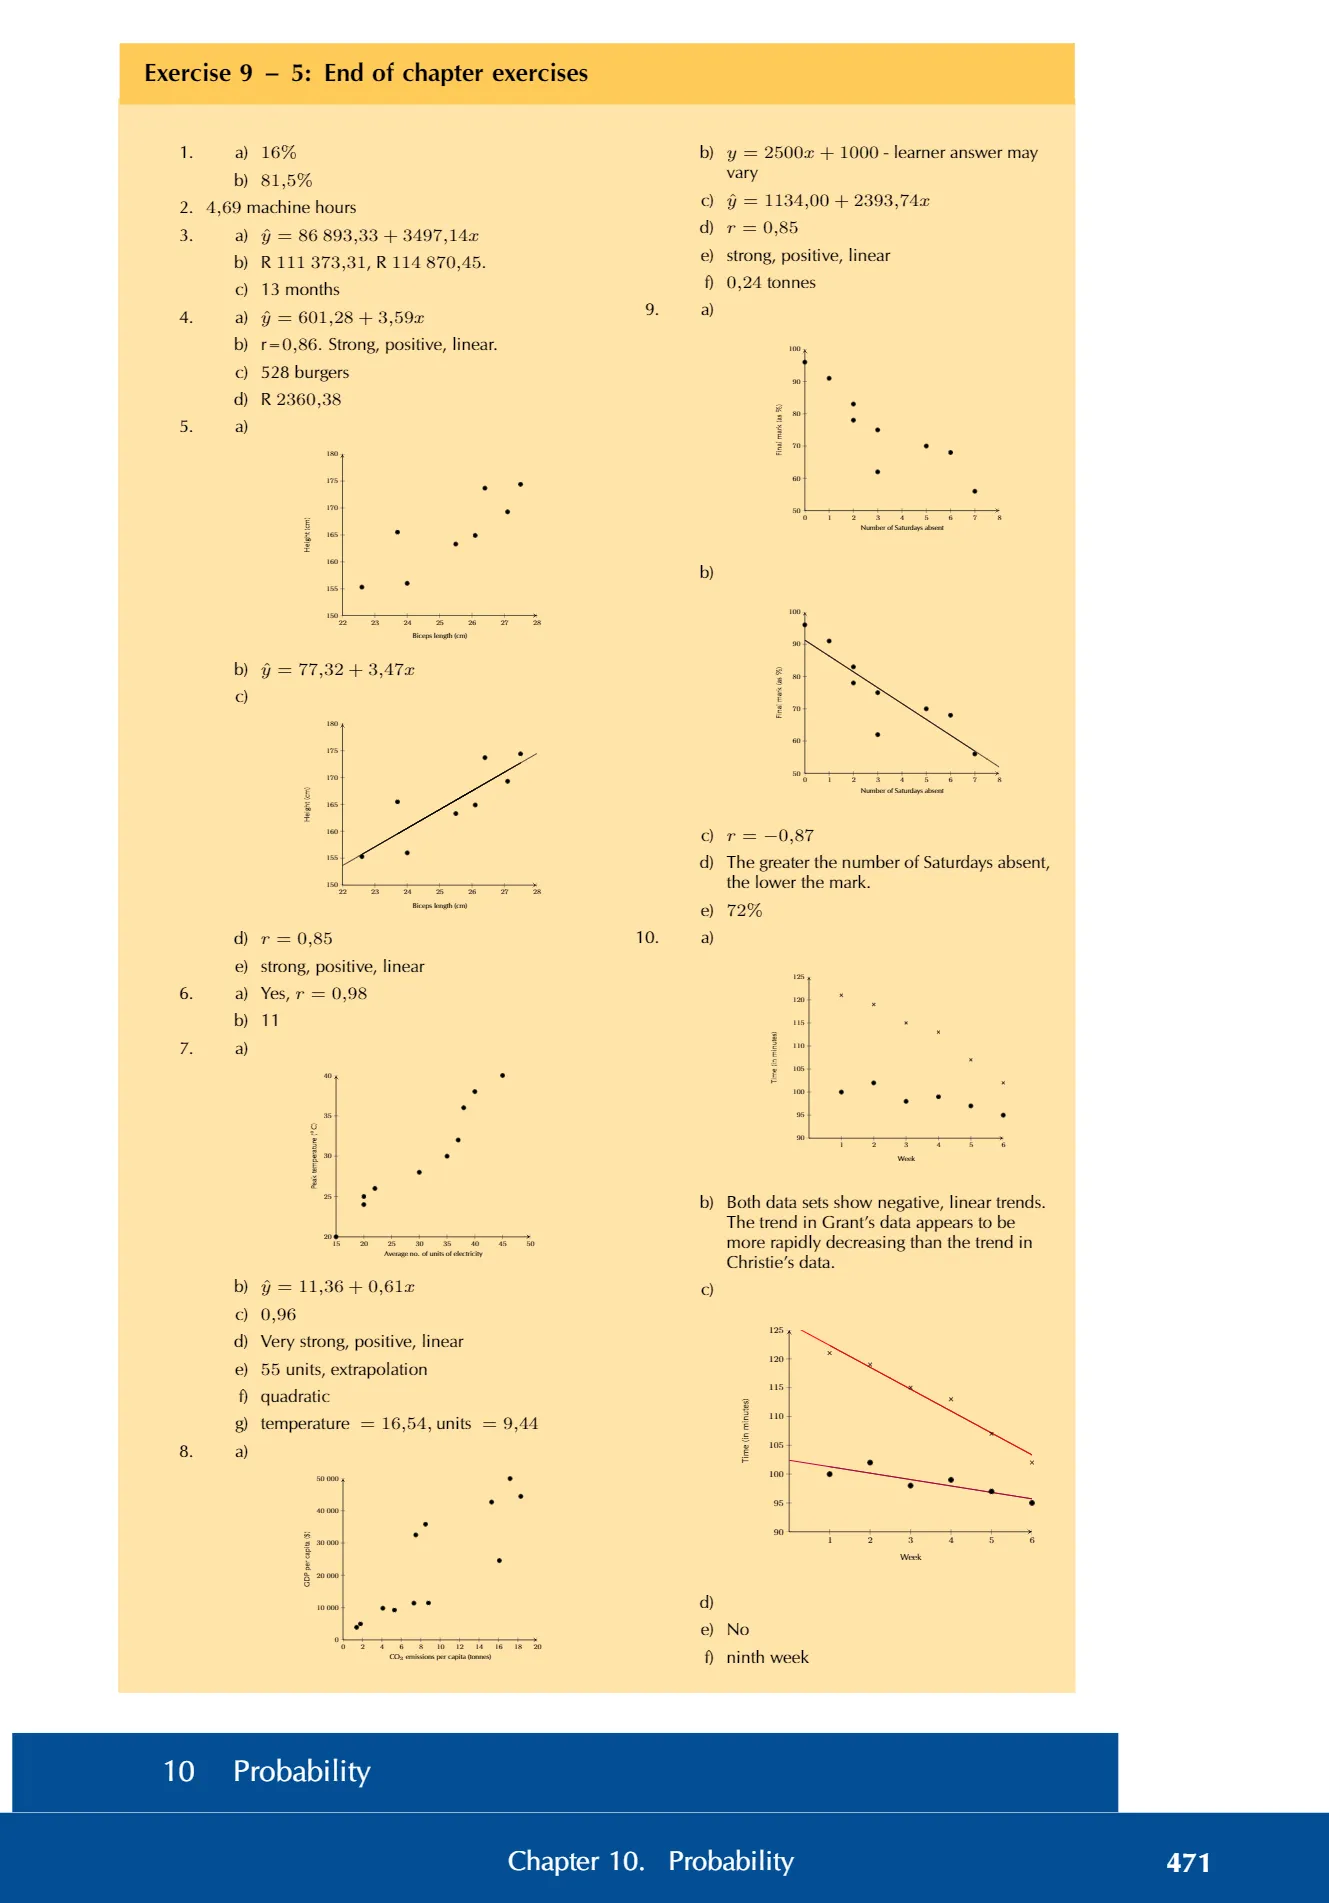 Exercise 9 – 5: End of chapter exercises
1. a) 16%
b) 81,5%
2. 4,69 machine hours
3. a) ŷ = 86 893,33 + 3497,14x
b) R 111 373,31, R 114 870,45.
c) 13 months
4. a) ŷ = 601,28 + 3,59x
b) r=0,86. Strong, positive, linear.
c) 528 burgers
d) R 2360,38
5. a)
180
175
170
165
160
155
150
Height (cm)
22 23 24 25 26 27 28
Biceps length (cm)
b) ŷ = 77,32 + 3,47x
c)
180
175
170
165
160
155
150
Height (cm)
22 23 24 25 26 27 28
Biceps length (cm)
d) r = 0,85
e) strong, positive, linear
6. a) Yes, r = 0,98
b) 11
7. a)
40
35
30
25
20
Peak temperature (°C)
15 20 25 30 35 40 45 50
Average no. of units of electricity
b) ŷ = 11,36 + 0,61x
c) 0,96
d) Very strong, positive, linear
e) 55 units, extrapolation
f) quadratic
g) temperature = 16,54, units = 9,44
8. a)
50 000
40 000
30 000
20 000
10 000
0
GDP per capita ($)
0 2 4 6 8 10 12 14 16 18 20
CO₂ emissions per capita (tonnes)
b) y = 2500x + 1000 - learner answer may
vary
c) ŷ = 1134,00 + 2393,74x
d) r = 0,85
e) strong, positive, linear
f) 0,24 tonnes
9. a)
100
90
80
70
60
50
Final mark (as %)
0 1 2 3 4 5 6 7 8
Number of Saturdays absent
b)
100
90
80
70
60
50
Final mark (as %)
0 1 2 3 4 5 6 7 8
Number of Saturdays absent
c) r = −0,87
d) The greater the number of Saturdays absent,
the lower the mark.
e) 72%
10. a)
125
120
115
110
105
100
95
90
Time (in minutes)
1 2 3 4 5 6
Week
b) Both data sets show negative, linear trends.
The trend in Grant's data appears to be
more rapidly decreasing than the trend in
Christie's data.
c)
125
120
115
110
105
100
95
90
Time (in minutes)
1 2 3 4 5 6
Week
d)
e) No
f) ninth week
10 Probability
Chapter 10. Probability 471